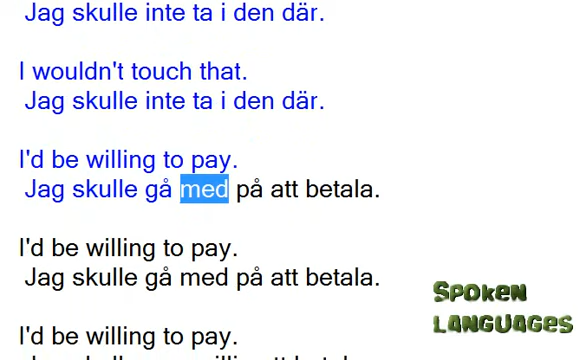 Jag skulle inte ta i den där.
I wouldn't touch that.
Jag skulle inte ta i den där.
I'd be willing to pay.
Jag skulle gå med på att betala.
I'd be willing to pay.
Jag skulle gå med på att betala.
I'd be willing to pay.
SPOKEN
LANGUAGES